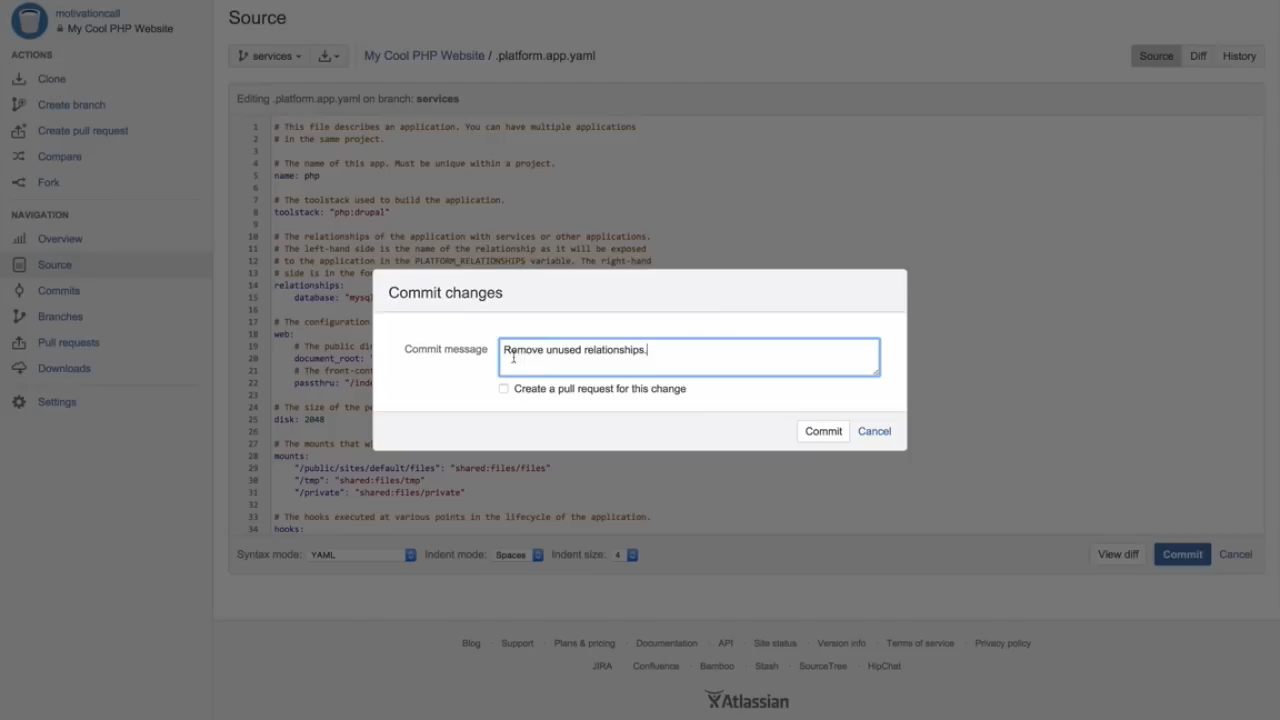 motivationcall
My Cool PHP Website
ACTIONS
Clone
Create branch
Create pull request
Compare
Fork
NAVIGATION
Overview
Source
Commits
Branches
Pull requests
Downloads
Settings
Source
services
My Cool PHP Website / .platform.app.yaml
Source Diff History
Editing .platform.app.yaml on branch: services
1 # This file describes an application. You can have multiple applications
2 # in the same project.
3
4 # The name of this app. Must be unique within a project.
5 name: php
6
7 # The toolstack used to build the application.
8 toolstack: "php:drupal"
9
10 # The relationships of the application with services or other applications.
11 # The left-hand side is the name of the relationship as it will be exposed
12 # to the application in the PLATFORM_RELATIONSHIPS variable. The right-hand
13 # side is in the fo
14 relationships:
15 database: "mysq
16
17 # The configuration
18 web:
19 # The public di
20 document_root: "
21 # The front-cont
22 passthru: "/inde
23
24 # The size of the pe
25 disk: 2048
26
27 # The mounts that w
28 mounts:
29 "/public/sites/default/files": "shared:files/files"
30 "/tmp": "shared:files/tmp"
31 "/private": "shared:files/private"
32
33 # The hooks executed at various points in the lifecycle of the application.
34 hooks:
Commit changes
Commit message Remove unused relationships.
Create a pull request for this change
Commit Cancel
Syntax mode: YAML Indent mode: Spaces Indent size: 4 View diff Commit Cancel
Blog Support Plans & pricing Documentation API Site status Version info Terms of service Privacy policy
JIRA Confluence Bamboo Stash SourceTree HipChat
Atlassian